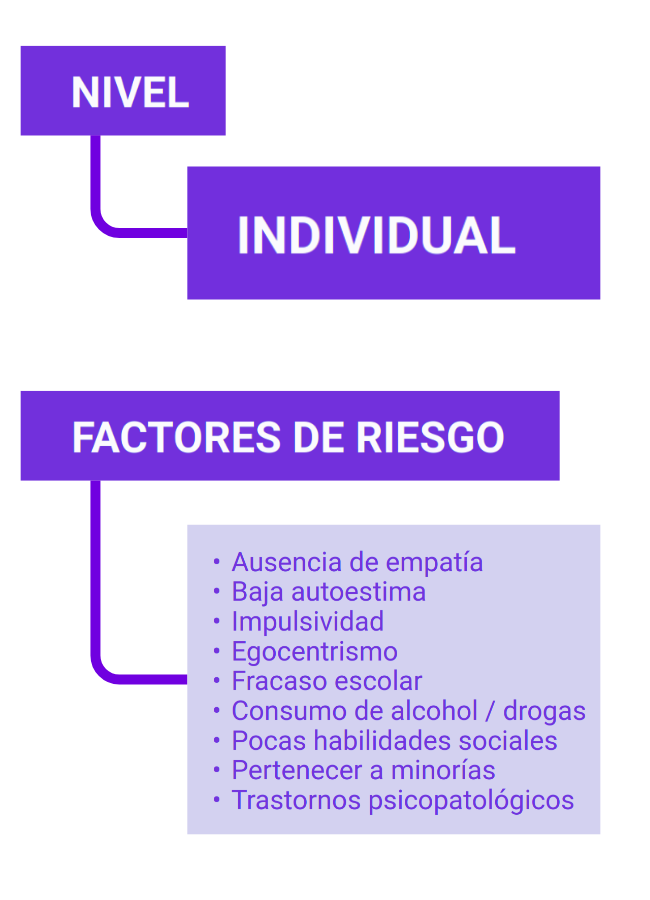 NIVEL
INDIVIDUAL
FACTORES DE RIESGO
• Ausencia de empatía
• Baja autoestima
• Impulsividad
• Egocentrismo
• Fracaso escolar
• Consumo de alcohol / drogas
• Pocas habilidades sociales
• Pertenecer a minorías
• Trastornos psicopatológicos